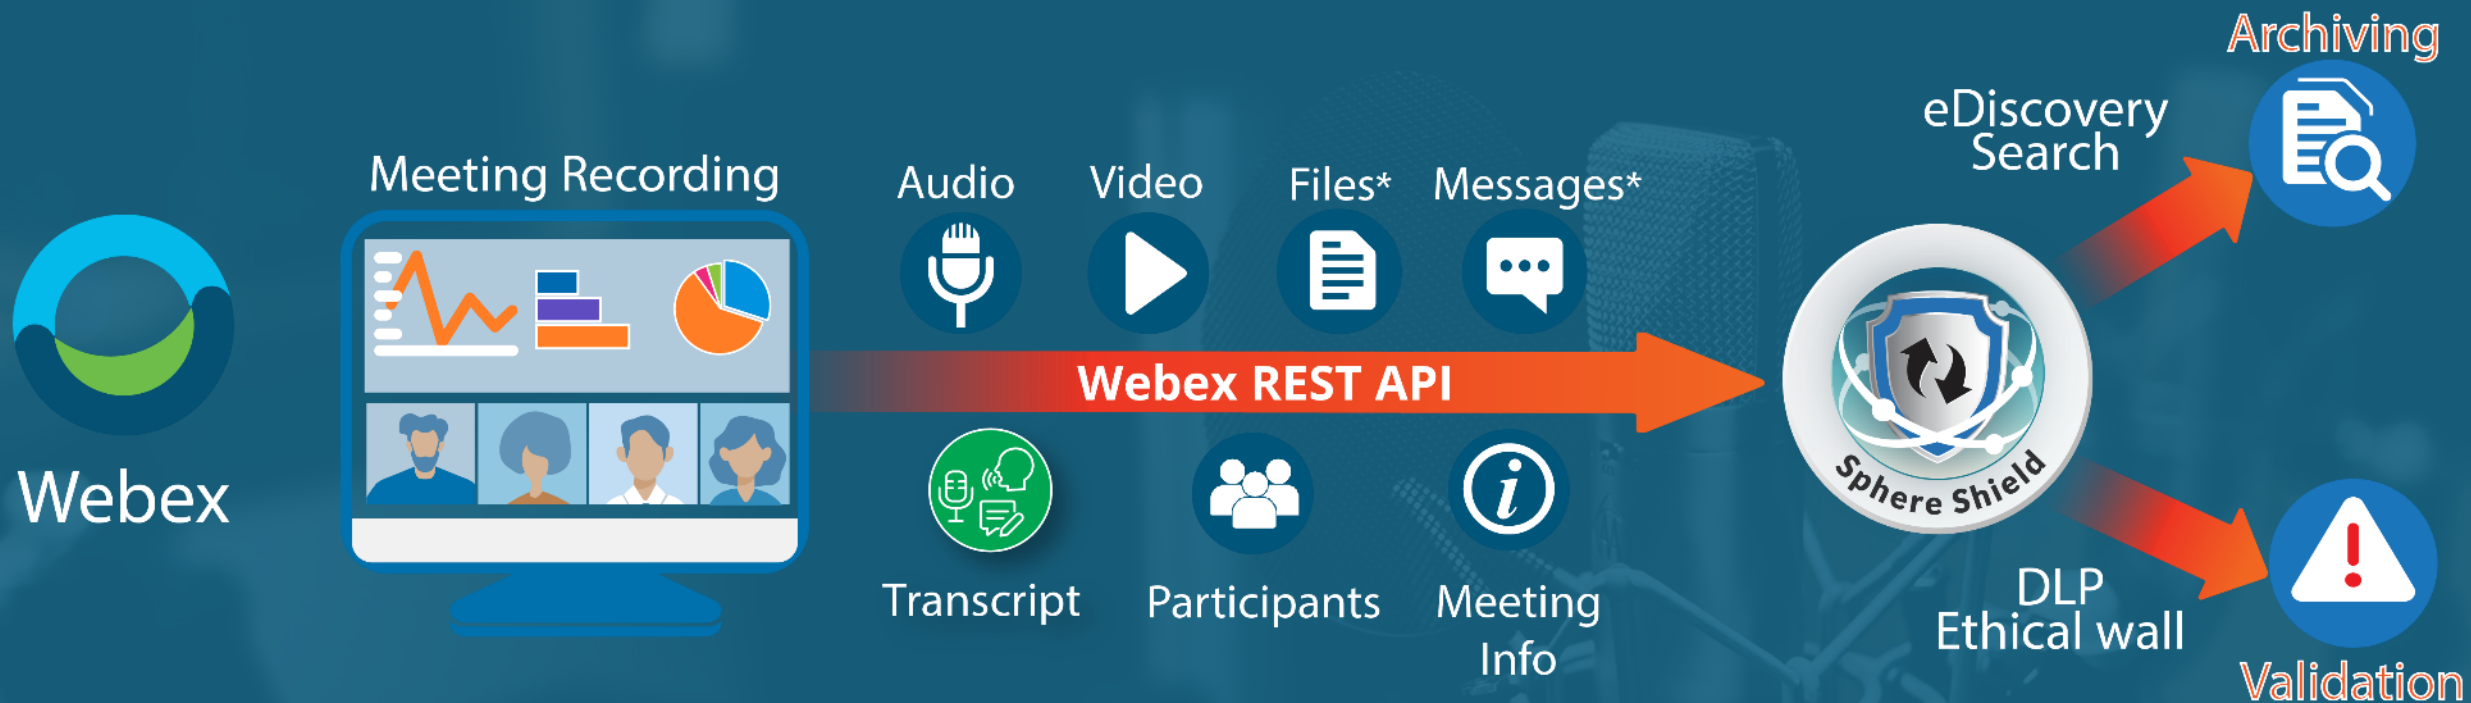 Webex
Meeting Recording
Audio
Video
Files*
Messages*
Webex REST API
Transcript
Participants
Meeting
Info
Sphere Shield
eDiscovery
Search
Archiving
DLP
Ethical wall
Validation